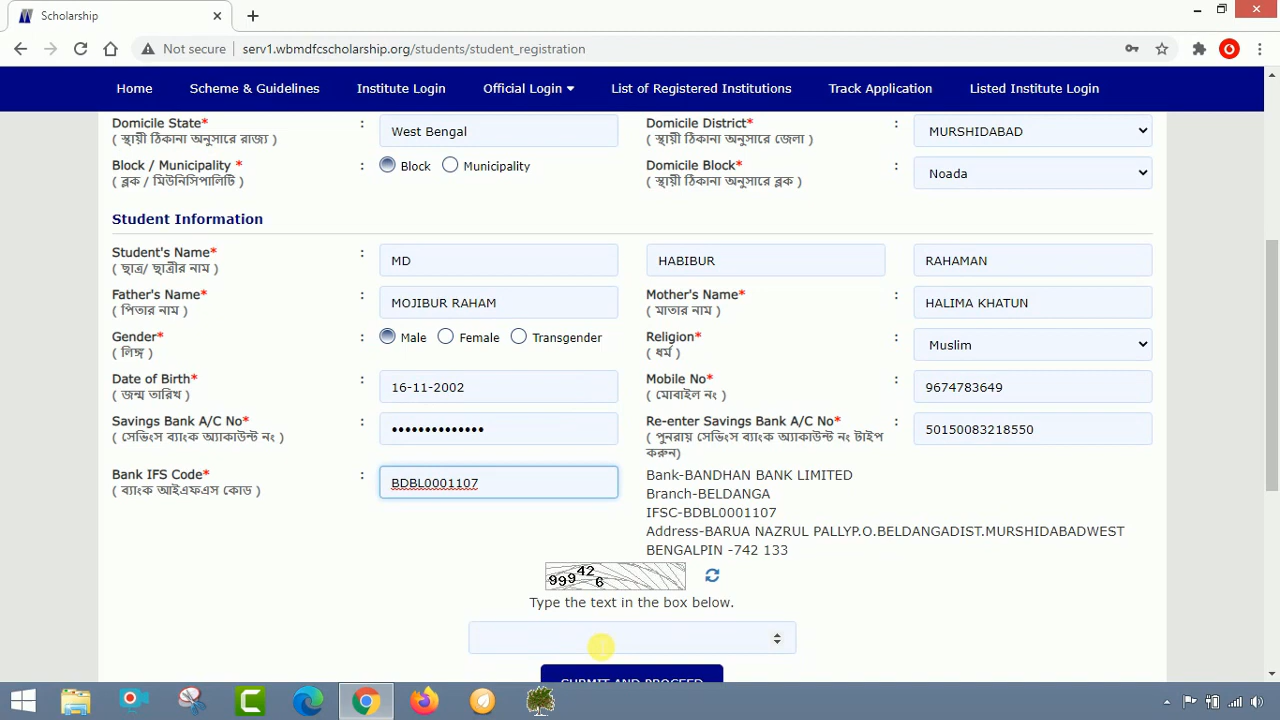 Scholarship
Not secure
serv1.wbmdfcscholarship.org/students/student_registration
Home
Scheme & Guidelines
Institute Login
Official Login
List of Registered Institutions
Track Application
Listed Institute Login
Domicile State* : West Bengal
( স্থায়ী ঠিকানা অনুসারে রাজ্য )
Domicile District* : MURSHIDABAD
( স্থায়ী ঠিকানা অনুসারে জেলা )
Block / Municipality * : Block Municipality
( ব্লক / মিউনিসিপালিটি )
Domicile Block* : Noada
( স্থায়ী ঠিকানা অনুসারে ব্লক )
Student Information
Student's Name* : MD HABIBUR RAHAMAN
( ছাত্র/ ছাত্রীর নাম )
Father's Name* : MOJIBUR RAHAM
( পিতার নাম )
Mother's Name* : HALIMA KHATUN
( মাতার নাম )
Gender* : Male Female Transgender
( লিঙ্গ )
Religion* : Muslim
( ধর্ম )
Date of Birth* : 16-11-2002
( জন্ম তারিখ )
Mobile No* : 9674783649
( মোবাইল নং )
Savings Bank A/C No* : ••••••••••••••
( সেভিংস ব্যাংক অ্যাকাউন্ট নং )
Re-enter Savings Bank A/C No* : 50150083218550
( পুনরায় সেভিংস ব্যাংক অ্যাকাউন্ট নং টাইপ
করুন)
Bank IFS Code* : BDBL0001107
( ব্যাংক আইএফএস কোড )
Bank-BANDHAN BANK LIMITED
Branch-BELDANGA
IFSC-BDBL0001107
Address-BARUA NAZRUL PALLYP.O.BELDANGADIST.MURSHIDABADWEST
BENGALPIN -742 133
999426
Type the text in the box below.
SUBMIT AND PROCEED